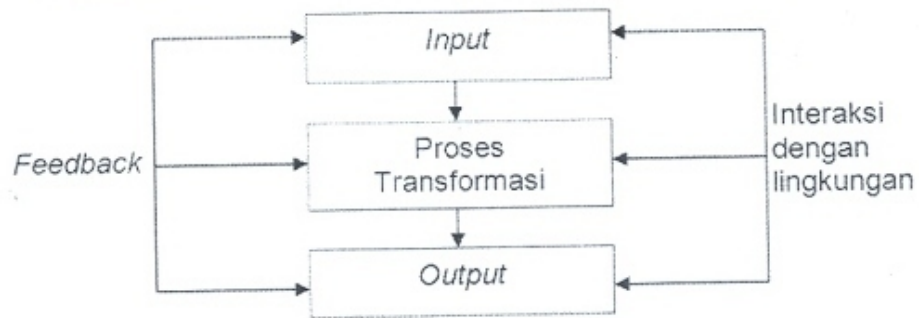 Input
Feedback
Proses
Transformasi
Interaksi
dengan
lingkungan
Output